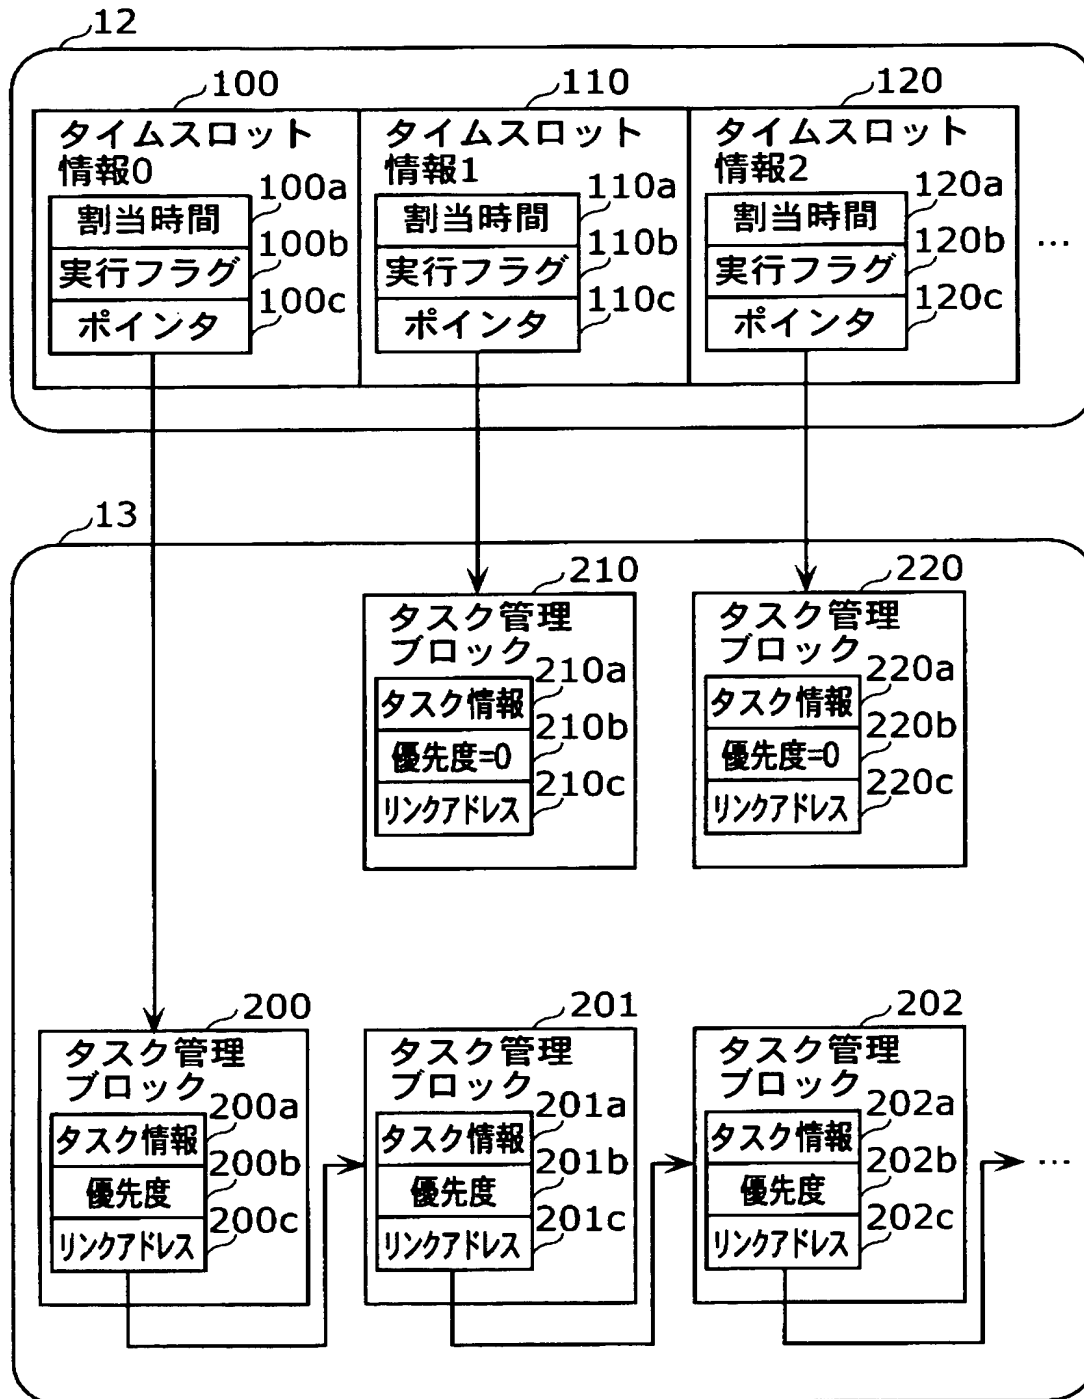 12
100
タイムスロット
情報0
100a
割当時間
100b
実行フラグ
100c
ポインタ
110
タイムスロット
情報1
110a
割当時間
110b
実行フラグ
110c
ポインタ
120
タイムスロット
情報2
120a
割当時間
120b
実行フラグ
120c
ポインタ
…
13
210
タスク管理
ブロック
210a
タスク情報
210b
優先度=0
210c
リンクアドレス
220
タスク管理
ブロック
220a
タスク情報
220b
優先度=0
220c
リンクアドレス
200
タスク管理
ブロック
200a
タスク情報
200b
優先度
200c
リンクアドレス
201
タスク管理
ブロック
201a
タスク情報
201b
優先度
201c
リンクアドレス
202
タスク管理
ブロック
202a
タスク情報
202b
優先度
202c
リンクアドレス
…